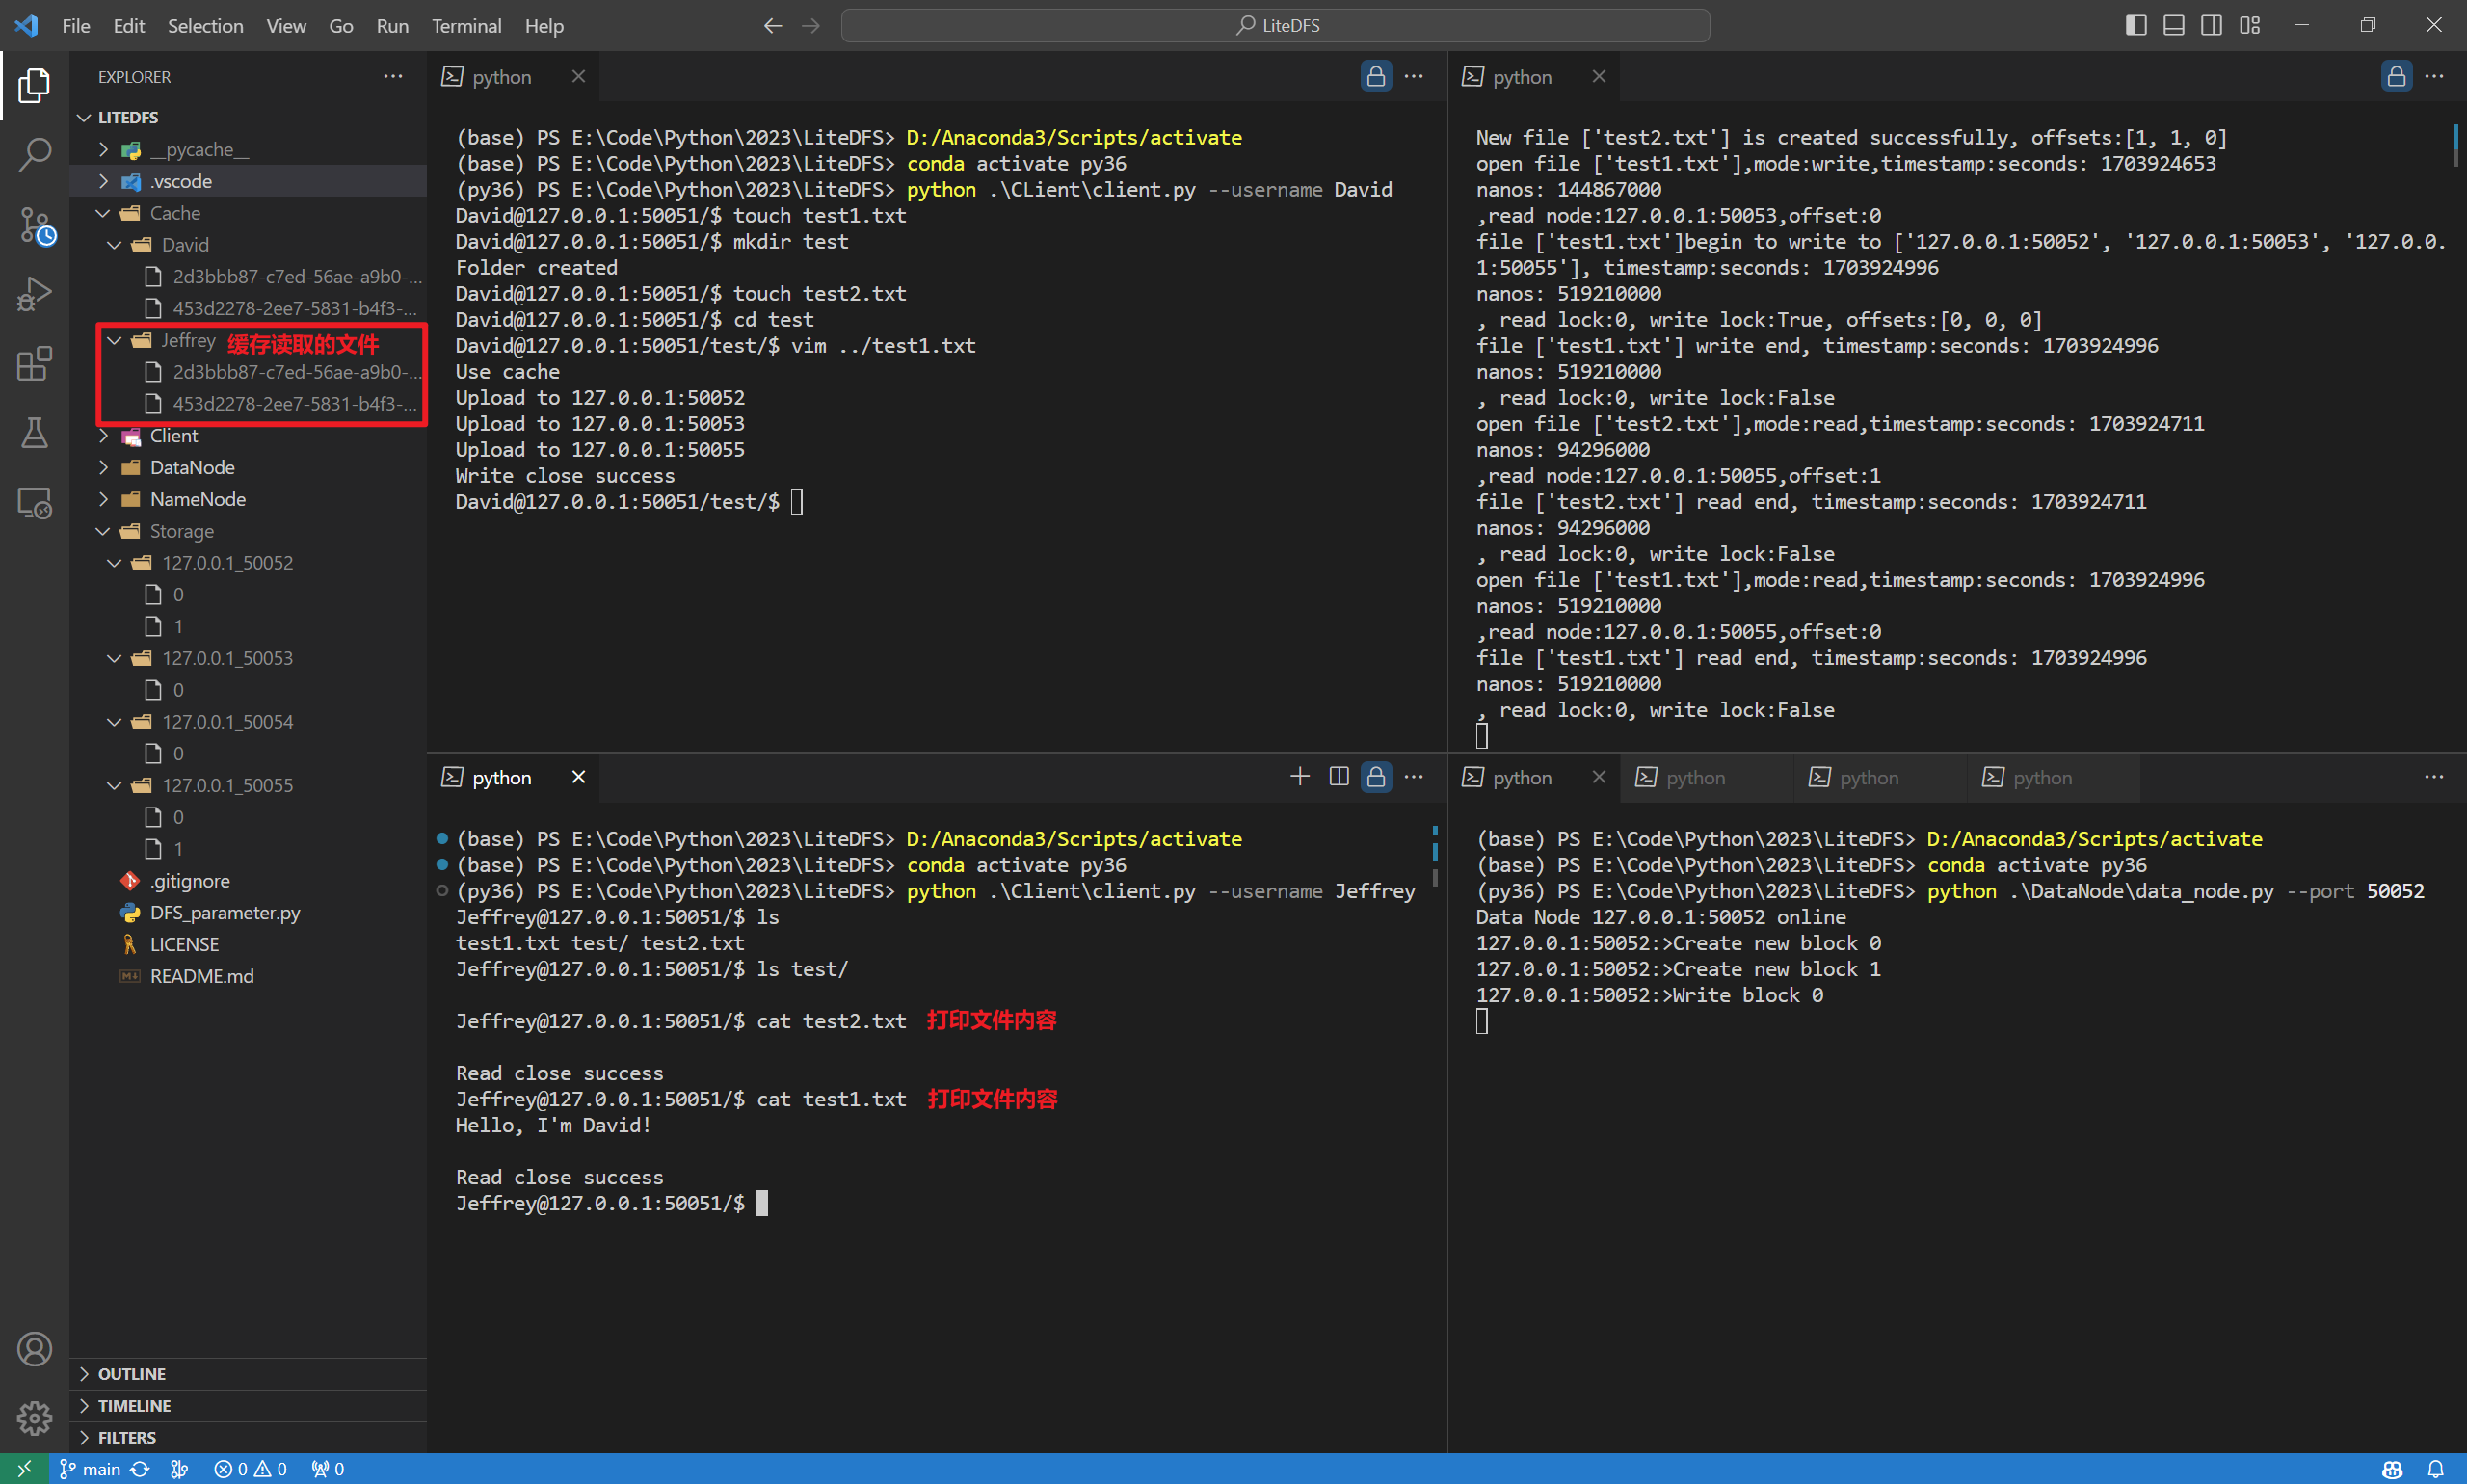 File Edit Selection View Go Run Terminal Help
LiteDFS
EXPLORER
LITEDFS
__pycache__
.vscode
Cache
David
2d3bbb87-c7ed-56ae-a9b0-...
453d2278-2ee7-5831-b4f3-...
Jeffrey 缓存读取的文件
2d3bbb87-c7ed-56ae-a9b0-...
453d2278-2ee7-5831-b4f3-...
Client
DataNode
NameNode
Storage
127.0.0.1_50052
0
1
127.0.0.1_50053
0
127.0.0.1_50054
0
127.0.0.1_50055
0
1
.gitignore
DFS_parameter.py
LICENSE
README.md
OUTLINE
TIMELINE
FILTERS
python
(base) PS E:\Code\Python\2023\LiteDFS> D:/Anaconda3/Scripts/activate
(base) PS E:\Code\Python\2023\LiteDFS> conda activate py36
(py36) PS E:\Code\Python\2023\LiteDFS> python .\CLient\client.py --username David
David@127.0.0.1:50051/$ touch test1.txt
David@127.0.0.1:50051/$ mkdir test
Folder created
David@127.0.0.1:50051/$ touch test2.txt
David@127.0.0.1:50051/$ cd test
David@127.0.0.1:50051/test/$ vim ../test1.txt
Use cache
Upload to 127.0.0.1:50052
Upload to 127.0.0.1:50053
Upload to 127.0.0.1:50055
Write close success
David@127.0.0.1:50051/test/$
python
New file ['test2.txt'] is created successfully, offsets:[1, 1, 0]
open file ['test1.txt'],mode:write,timestamp:seconds: 1703924653
nanos: 144867000
,read node:127.0.0.1:50053,offset:0
file ['test1.txt']begin to write to ['127.0.0.1:50052', '127.0.0.1:50053', '127.0.0.
1:50055'], timestamp:seconds: 1703924996
nanos: 519210000
, read lock:0, write lock:True, offsets:[0, 0, 0]
file ['test1.txt'] write end, timestamp:seconds: 1703924996
nanos: 519210000
, read lock:0, write lock:False
open file ['test2.txt'],mode:read,timestamp:seconds: 1703924711
nanos: 94296000
,read node:127.0.0.1:50055,offset:1
file ['test2.txt'] read end, timestamp:seconds: 1703924711
nanos: 94296000
, read lock:0, write lock:False
open file ['test1.txt'],mode:read,timestamp:seconds: 1703924996
nanos: 519210000
,read node:127.0.0.1:50055,offset:0
file ['test1.txt'] read end, timestamp:seconds: 1703924996
nanos: 519210000
, read lock:0, write lock:False
python
(base) PS E:\Code\Python\2023\LiteDFS> D:/Anaconda3/Scripts/activate
(base) PS E:\Code\Python\2023\LiteDFS> conda activate py36
(py36) PS E:\Code\Python\2023\LiteDFS> python .\Client\client.py --username Jeffrey
Jeffrey@127.0.0.1:50051/$ ls
test1.txt test/ test2.txt
Jeffrey@127.0.0.1:50051/$ ls test/
Jeffrey@127.0.0.1:50051/$ cat test2.txt 打印文件内容
Read close success
Jeffrey@127.0.0.1:50051/$ cat test1.txt 打印文件内容
Hello, I'm David!
Read close success
Jeffrey@127.0.0.1:50051/$
python python python python
(base) PS E:\Code\Python\2023\LiteDFS> D:/Anaconda3/Scripts/activate
(base) PS E:\Code\Python\2023\LiteDFS> conda activate py36
(py36) PS E:\Code\Python\2023\LiteDFS> python .\DataNode\data_node.py --port 50052
Data Node 127.0.0.1:50052 online
127.0.0.1:50052:>Create new block 0
127.0.0.1:50052:>Create new block 1
127.0.0.1:50052:>Write block 0
main 0 0 0